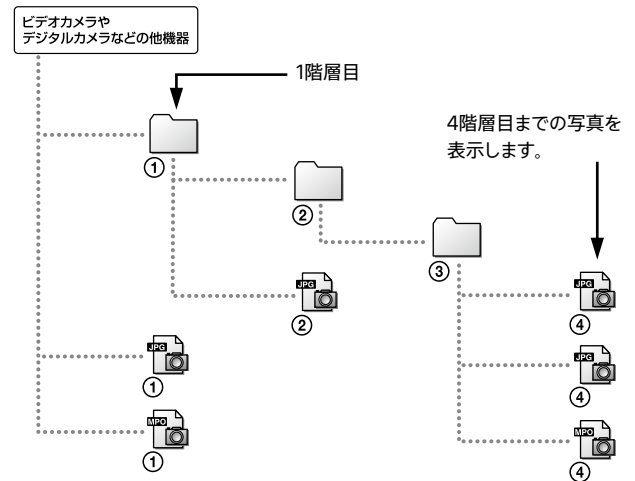 ビデオカメラや
デジタルカメラなどの他機器
1階層目
4階層目までの写真を
表示します。
①
②
③
JPG
②
JPG
④
JPG
①
JPG
④
MPO
①
MPO
④